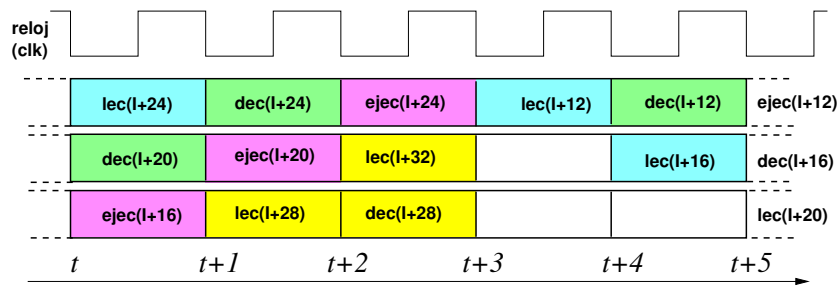 reloj
(clk)
lec(I+24) dec(I+24) ejec(I+24) lec(I+12) dec(I+12) ejec(I+12)
dec(I+20) ejec(I+20) lec(I+32) lec(I+16) dec(I+16)
ejec(I+16) lec(I+28) dec(I+28) lec(I+20)
t t+1 t+2 t+3 t+4 t+5